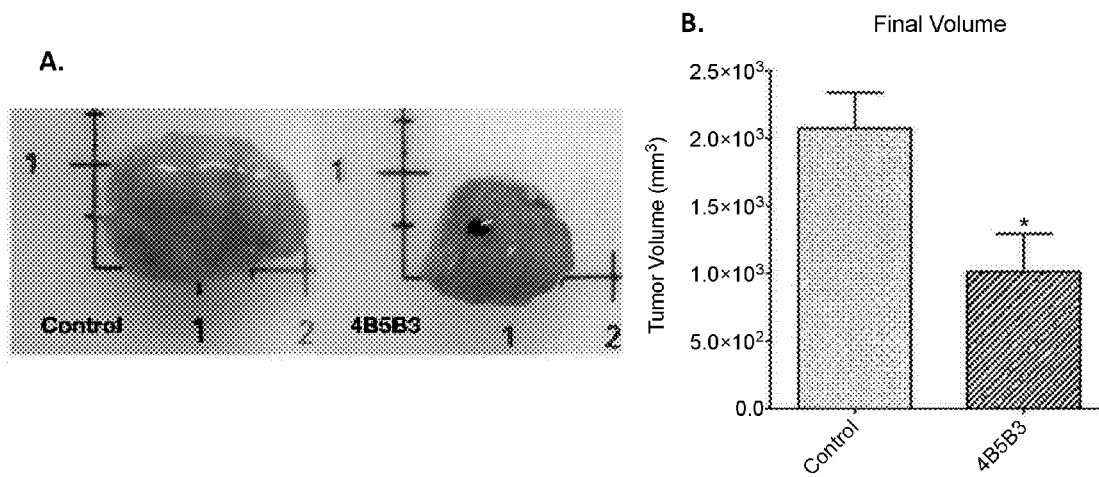 A.
1
Control
1
2
1
4B5B3
1
2
B.
Final Volume
Tumor Volume (mm³)
2.5×10³
2.0×10³
1.5×10³
1.0×10³
5.0×10²
0.0
*
Control
4B5B3